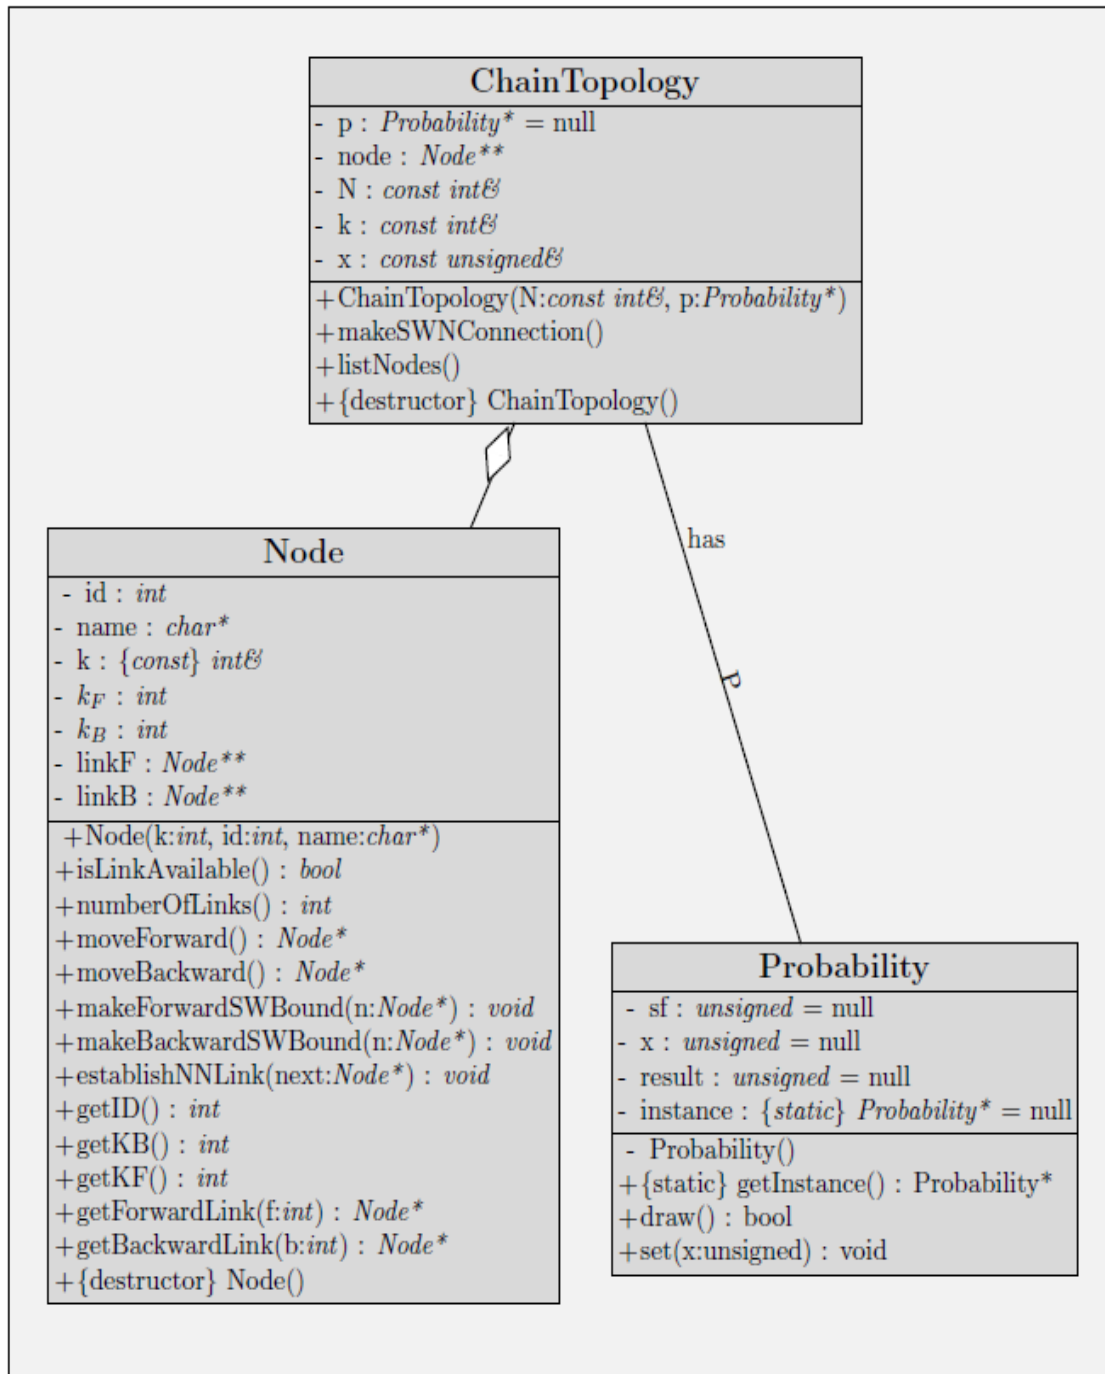 ChainTopology
- p : Probability* = null
- node : Node**
- N : const int&
- k : const int&
- x : const unsigned&
+ChainTopology(N:const int&, p:Probability*)
+makeSWNConnection()
+listNodes()
+{destructor} ChainTopology()
has
P
Node
- id : int
- name : char*
- k : {const} int&
- k_F : int
- k_B : int
- linkF : Node**
- linkB : Node**
+Node(k:int, id:int, name:char*)
+isLinkAvailable() : bool
+numberOfLinks() : int
+moveForward() : Node*
+moveBackward() : Node*
+makeForwardSWBound(n:Node*) : void
+makeBackwardSWBound(n:Node*) : void
+establishNNLink(next:Node*) : void
+getID() : int
+getKB() : int
+getKF() : int
+getForwardLink(f:int) : Node*
+getBackwardLink(b:int) : Node*
+{destructor} Node()
Probability
- sf : unsigned = null
- x : unsigned = null
- result : unsigned = null
- instance : {static} Probability* = null
- Probability()
+{static} getInstance() : Probability*
+draw() : bool
+set(x:unsigned) : void